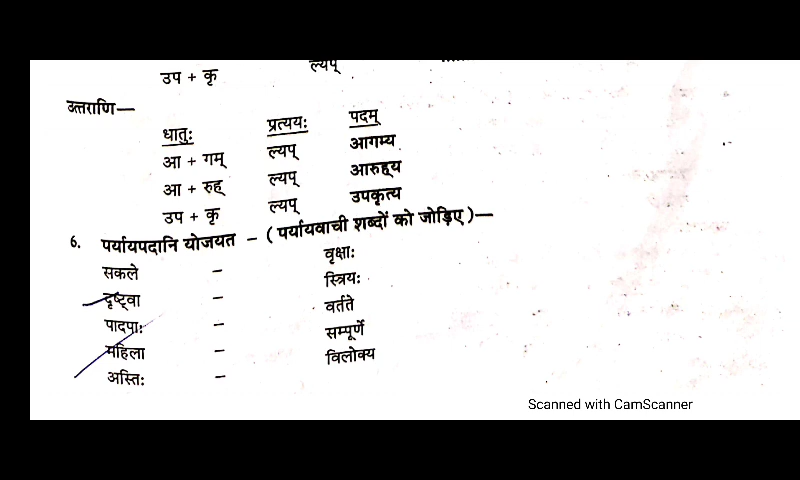 उप + कृ ल्यप्
उत्तराणि—
धातुः प्रत्ययः पदम्
आ + गम् ल्यप् आगम्य
आ + रुह् ल्यप् आरुह्य
उप + कृ ल्यप् उपकृत्य
6. पर्यायपदानि योजयत – (पर्यायवाची शब्दों को जोड़िए)—
सकले – वृक्षाः
दृष्ट्वा – स्त्रियः
पादपाः – वर्तते
महिला – सम्पूर्णे
अस्तिः – विलोक्य
Scanned with CamScanner